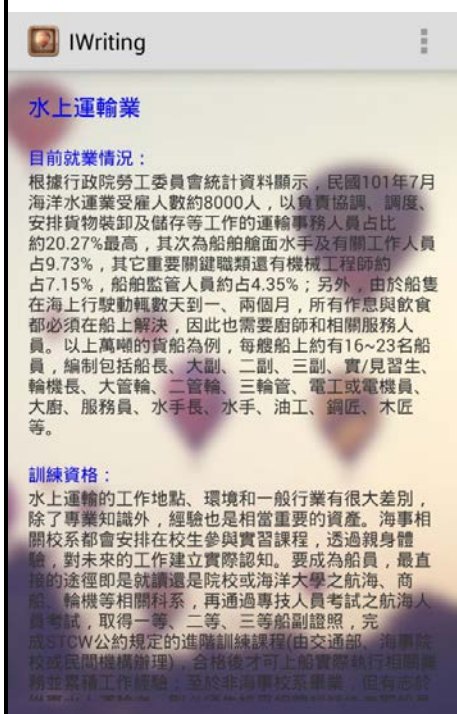 IWriting
水上運輸業
目前就業情況：
根據行政院勞工委員會統計資料顯示，民國101年7月
海洋水運業受雇人數約8000人，以負責協調、調度、
安排貨物裝卸及儲存等工作的運輸事務人員占比
約20.27%最高，其次為船舶艙面水手及有關工作人員
占9.73%，其它重要關鍵職類還有機械工程師約
占7.15%，船舶監管人員約占4.35%；另外，由於船隻
在海上行駛動輒數天到一、兩個月，所有作息與飲食
都必須在船上解決，因此也需要廚師和相關服務人
員。以上萬噸的貨船為例，每艘船上約有16~23名船
員，編制包括船長、大副、二副、三副、實/見習生、
輪機長、大管輪、二管輪、三輪管、電工或電機員、
大廚、服務員、水手長、水手、油工、銅匠、木匠
等。
訓練資格：
水上運輸的工作地點、環境和一般行業有很大差別，
除了專業知識外，經驗也是相當重要的資產。海事相
關校系都會安排在校生參與實習課程，透過親身體
驗，對未來的工作建立實際認知。要成為船員，最直
接的途徑即是就讀還是院校或海洋大學之航海、商
船、輪機等相關科系，再通過專技人員考試之航海人
員考試，取得一等、二等、三等船副證照，完
成STCW公約規定的進階訓練課程(由交通部、海事院
校或民間機構辦理)，合格後才可上船實際執行相關業
務並累積工作經驗；至於非海事校系畢業，但有志於